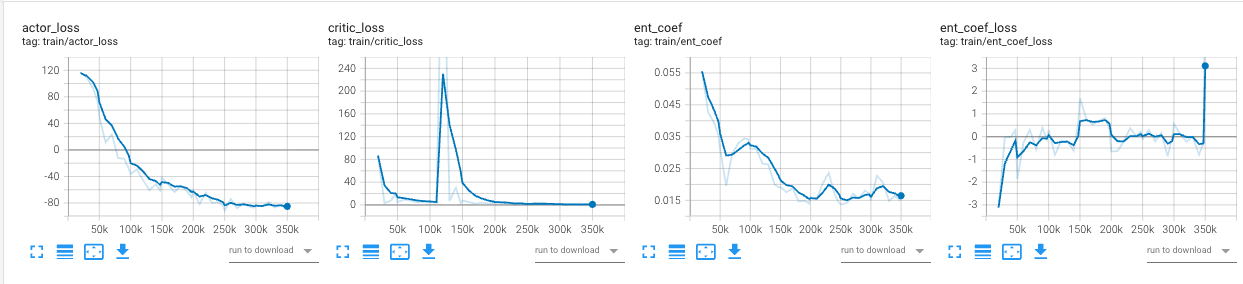 actor_loss
tag: train/actor_loss
120
80
40
0
-40
-80
50k 100k 150k 200k 250k 300k 350k
run to download
critic_loss
tag: train/critic_loss
240
200
160
120
80
40
0
50k 100k 150k 200k 250k 300k 350k
run to download
ent_coef
tag: train/ent_coef
0.055
0.045
0.035
0.025
0.015
50k 100k 150k 200k 250k 300k 350k
run to download
ent_coef_loss
tag: train/ent_coef_loss
3
2
1
0
-1
-2
-3
50k 100k 150k 200k 250k 300k 350k
run to download